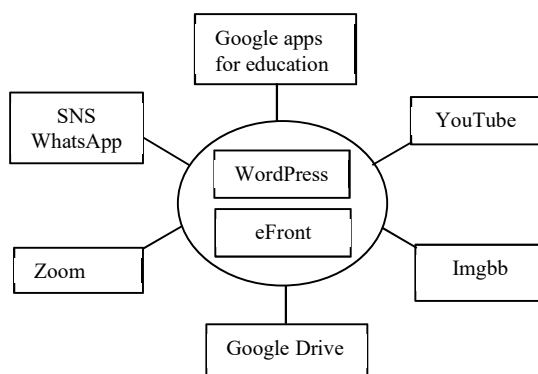 Google apps
for education
SNS
WhatsApp
YouTube
WordPress
eFront
Zoom
Imgbb
Google Drive